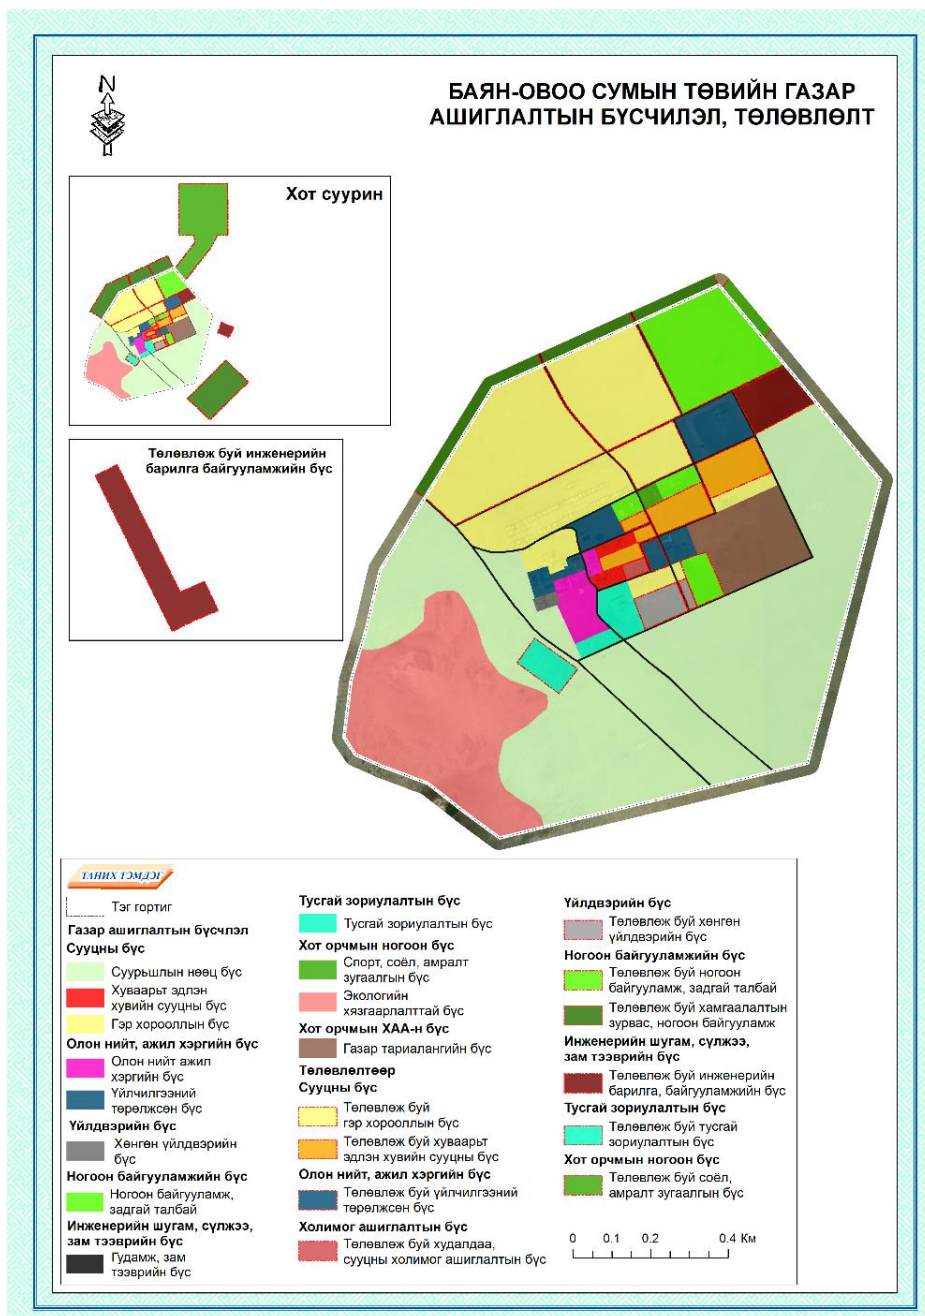 БАЯН-ОВОО СУМЫН ТӨВИЙН ГАЗАР
АШИГЛАЛТЫН БҮСЧИЛЭЛ, ТӨЛӨВЛӨЛТ
N
Хот суурин
Төлөвлөж буй инженерийн
барилга байгууламжийн бүс
ТАНИХ ТЭМДЭГ
Тэг гортиг
Газар ашиглалтын бүсчлэл
Сууцны бүс
Суурьшлын нөөц бүс
Хуваарьт эдлэн
хувийн сууцны бүс
Гэр хорооллын бүс
Олон нийт, ажил хэргийн бүс
Олон нийт ажил
хэргийн бүс
Үйлчилгээний
төрөлжсөн бүс
Үйлдвэрийн бүс
Хөнгөн үйлдвэрийн
бүс
Ногоон байгууламжийн бүс
Ногоон байгууламж,
задгай талбай
Инженерийн шугам, сүлжээ,
зам тээврийн бүс
Гудамж, зам
тээврийн бүс
Тусгай зориулалтын бүс
Тусгай зориулалтын бүс
Хот орчмын ногоон бүс
Спорт, соёл, амралт
зугаалгын бүс
Экологийн
хязгаарлалттай бүс
Хот орчмын ХАА-н бүс
Газар тариалангийн бүс
Төлөвлөлтөөр
Сууцны бүс
Төлөвлөж буй
гэр хорооллын бүс
Төлөвлөж буй хуваарьт
эдлэн хувийн сууцны бүс
Олон нийт, ажил хэргийн бүс
Төлөвлөж буй үйлчилгээний
төрөлжсөн бүс
Холимог ашиглалтын бүс
Төлөвлөж буй худалдаа,
сууцны холимог ашиглалтын бүс
Үйлдвэрийн бүс
Төлөвлөж буй хөнгөн
үйлдвэрийн бүс
Ногоон байгууламжийн бүс
Төлөвлөж буй ногоон
байгууламж, задгай талбай
Төлөвлөж буй хамгаалалтын
зурвас, ногоон байгууламж
Инженерийн шугам, сүлжээ,
зам тээврийн бүс
Төлөвлөж буй инженерийн
барилга, байгууламжийн бүс
Тусгай зориулалтын бүс
Төлөвлөж буй тусгай
зориулалтын бүс
Хот орчмын ногоон бүс
Төлөвлөж буй соёл,
амралт зугаалгын бүс
0 0.1 0.2 0.4 Км